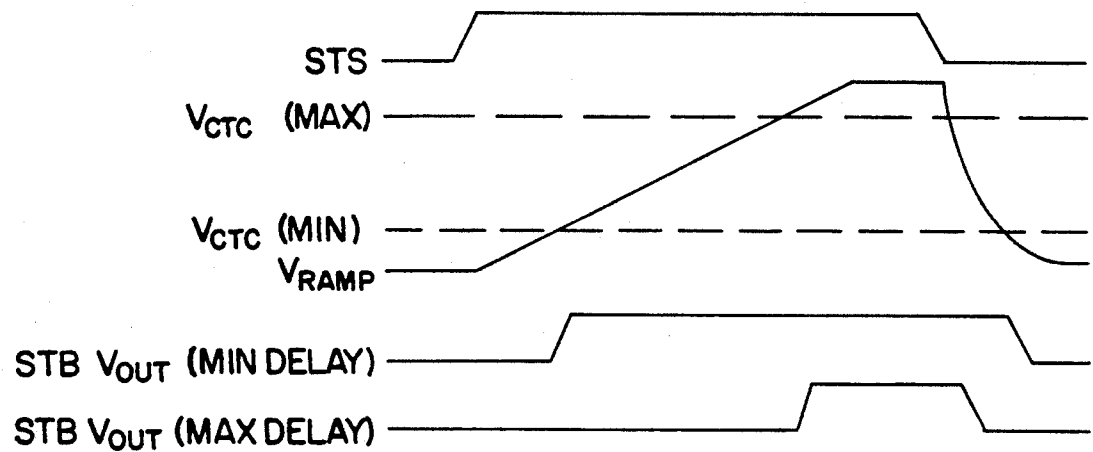 STS
VCTC (MAX)
VCTC (MIN)
VRAMP
STB VOUT (MIN DELAY)
STB VOUT (MAX DELAY)